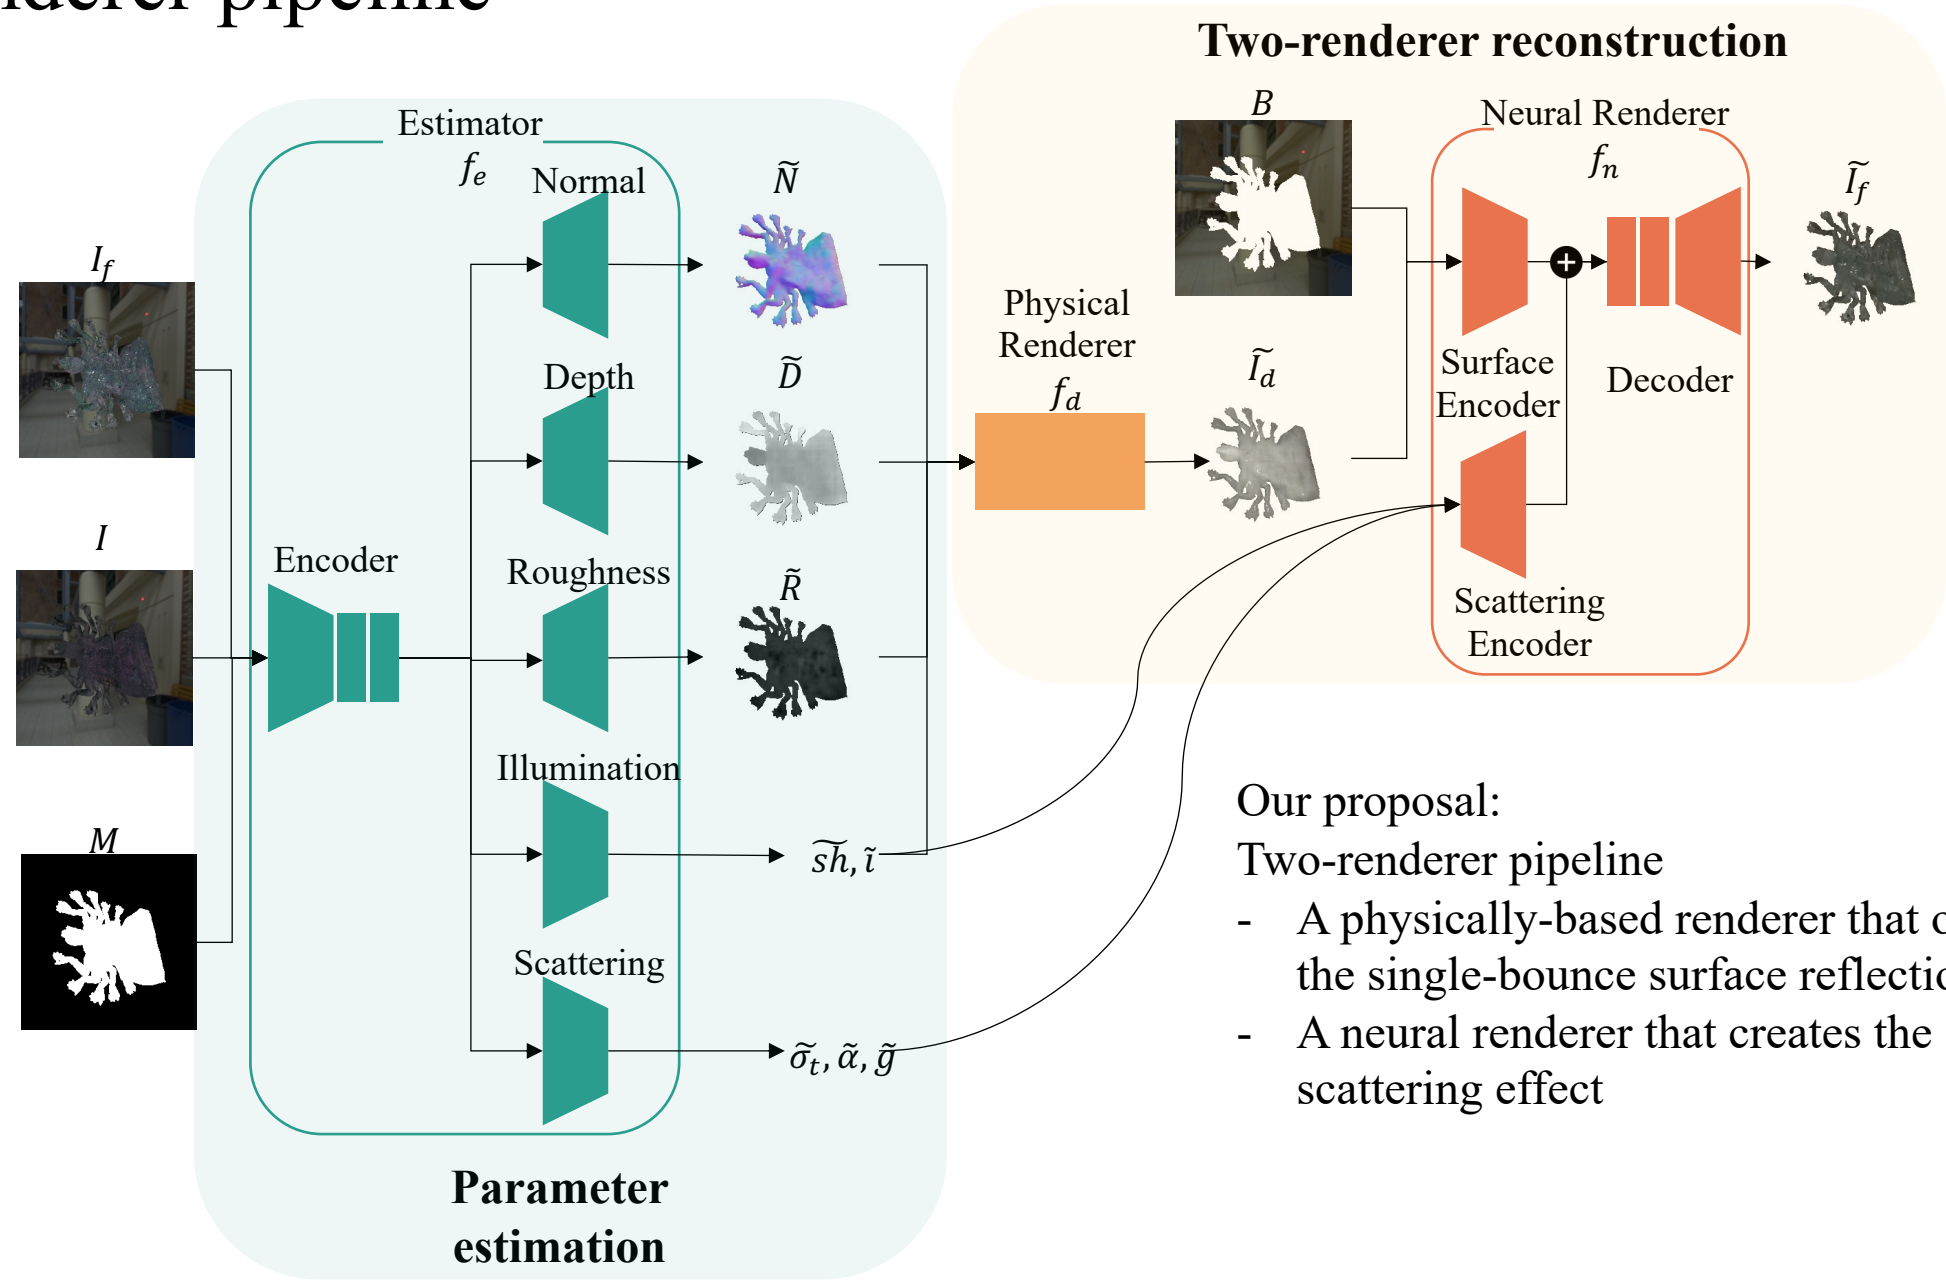 pipeline
Two-renderer reconstruction
Estimator
f_e
Normal
Ñ
I_f
Depth
D̃
I
Encoder
Roughness
R̃
M
Illumination
s͂h, ĩ
Scattering
σ̃_t, α̃, g̃
Parameter
estimation
B
Neural Renderer
f_n
Ĩ_f
Physical
Renderer
f_d
Ĩ_d
Surface
Encoder
Decoder
Scattering
Encoder
Our proposal:
Two-renderer pipeline
- A physically-based renderer that
the single-bounce surface
- A neural renderer that creates the
scattering effect